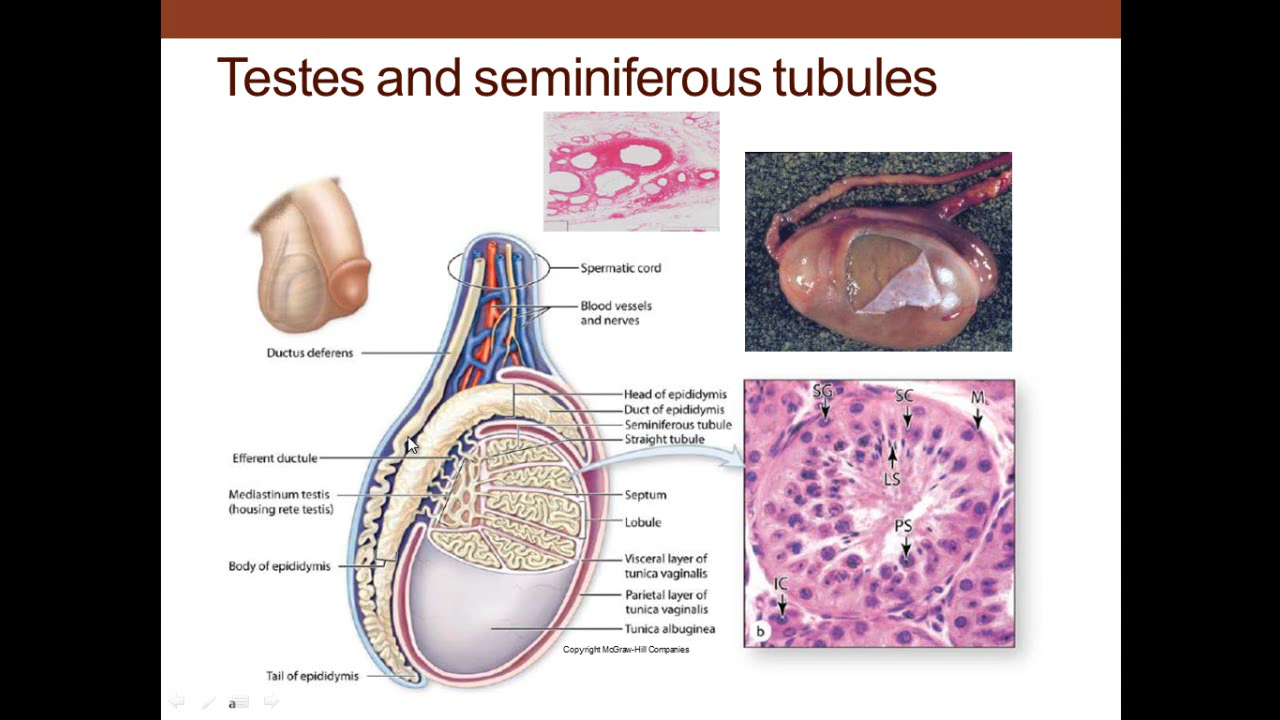 Testes and seminiferous tubules
Spermatic cord
Blood vessels
and nerves
Ductus deferens
Head of epididymis
Duct of epididymis
Seminiferous tubule
Straight tubule
Efferent ductule
Mediastinum testis
(housing rete testis)
Septum
Lobule
Body of epididymis
Visceral layer of
tunica vaginalis
Parietal layer of
tunica vaginalis
Tunica albuginea
Copyright McGraw-Hill Companies
Tail of epididymis
a
SG
SC
M
LS
PS
IC
b